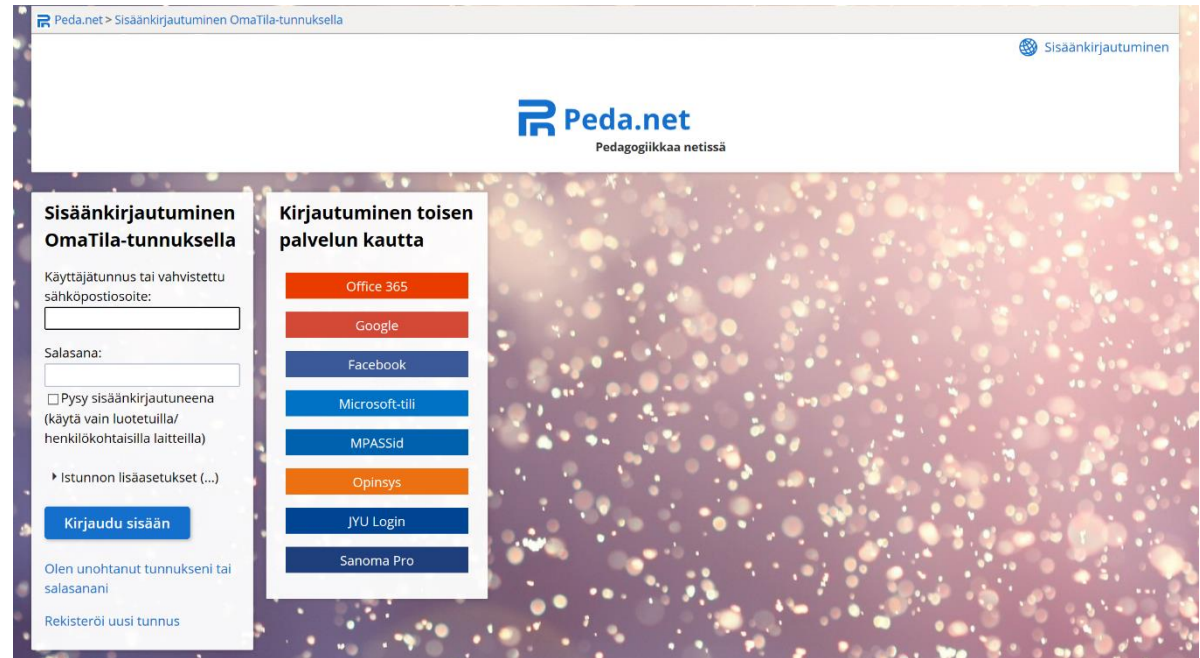 Peda.net > Sisäänkirjautuminen OmaTila-tunnuksella
Sisäänkirjautuminen
Peda.net
Pedagogiikkaa netissä
Sisäänkirjautuminen
OmaTila-tunnuksella
Käyttäjätunnus tai vahvistettu
sähköpostiosoite:
Salasana:
Pysy sisäänkirjautuneena
(käytä vain luotetuilla/
henkilökohtaisilla laitteilla)
Istunnon lisäasetukset (...)
Kirjaudu sisään
Olen unohtanut tunnukseni tai
salasanani
Rekisteröi uusi tunnus
Kirjautuminen toisen
palvelun kautta
Office 365
Google
Facebook
Microsoft-tili
MPASSid
Opinsys
JYU Login
Sanoma Pro